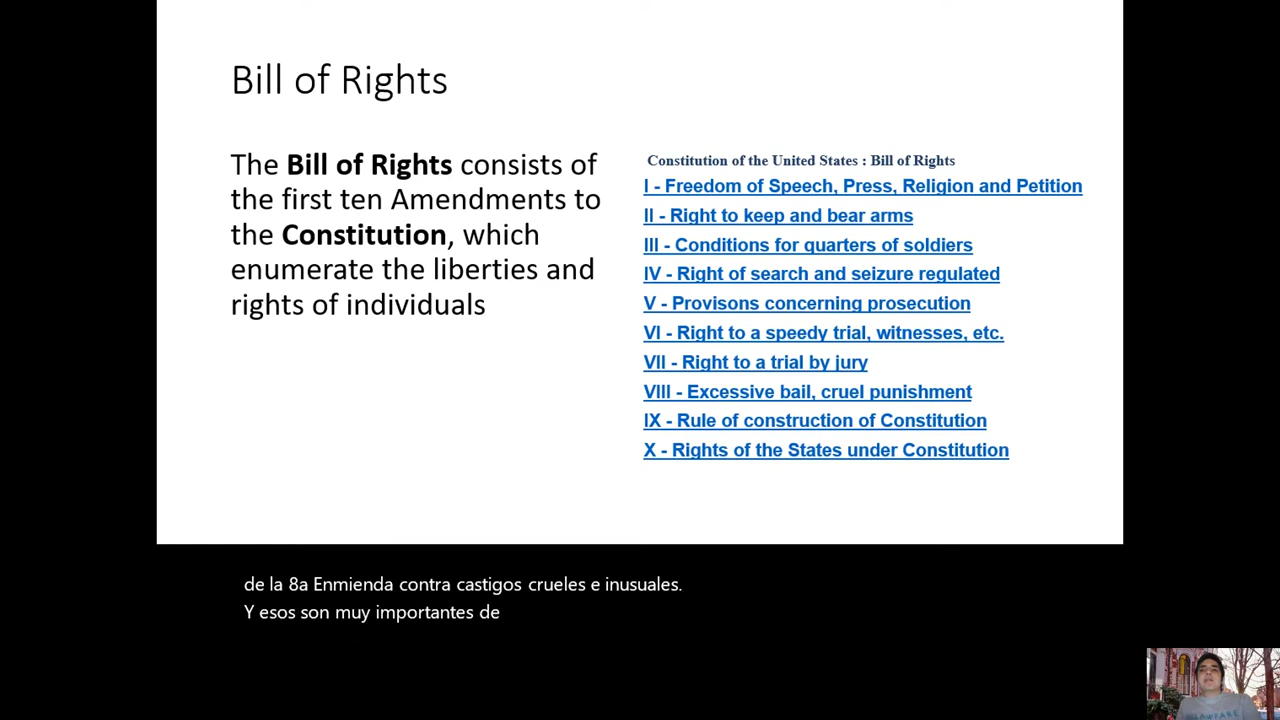 Bill of Rights
The Bill of Rights consists of
the first ten Amendments to
the Constitution, which
enumerate the liberties and
rights of individuals
Constitution of the United States : Bill of Rights
I - Freedom of Speech, Press, Religion and Petition
II - Right to keep and bear arms
III - Conditions for quarters of soldiers
IV - Right of search and seizure regulated
V - Provisons concerning prosecution
VI - Right to a speedy trial, witnesses, etc.
VII - Right to a trial by jury
VIII - Excessive bail, cruel punishment
IX - Rule of construction of Constitution
X - Rights of the States under Constitution
de la 8a Enmienda contra castigos crueles e inusuales.
Y esos son muy importantes de